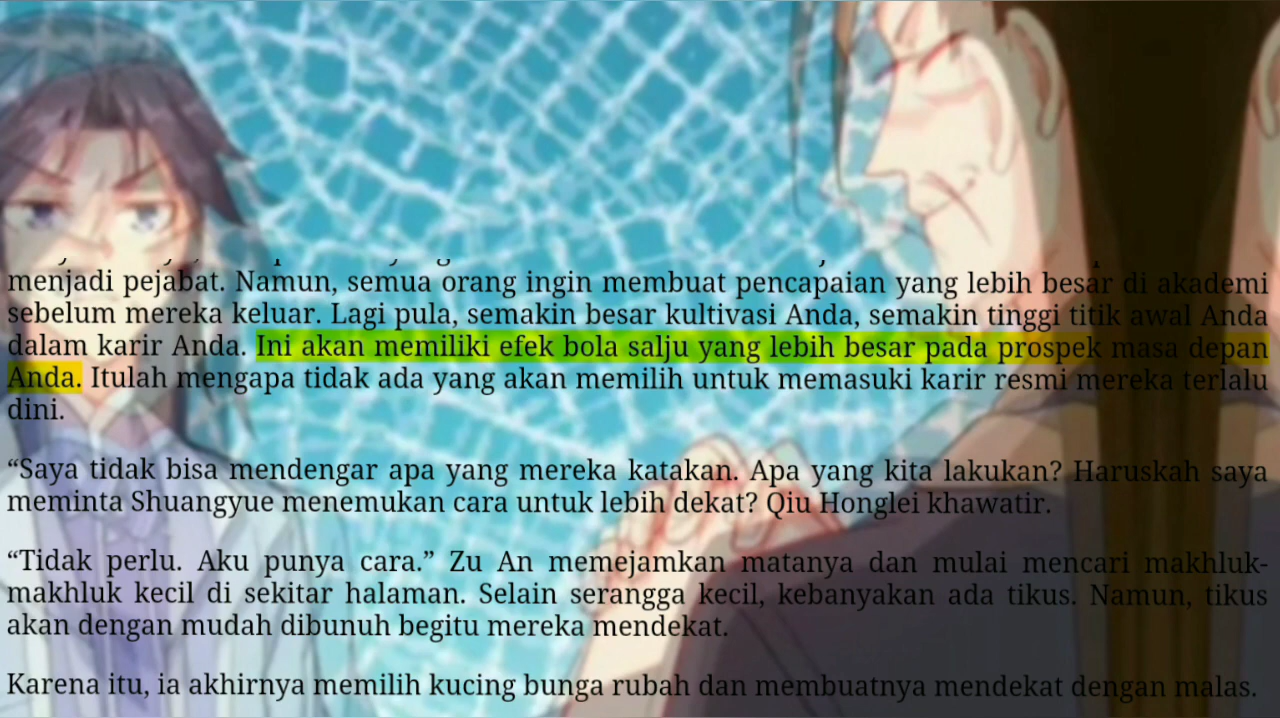 menjadi pejabat. Namun, semua orang ingin membuat pencapaian yang lebih besar di akademi
sebelum mereka keluar. Lagi pula, semakin besar kultivasi Anda, semakin tinggi titik awal Anda
dalam karir Anda. Ini akan memiliki efek bola salju yang lebih besar pada prospek masa depan
Anda. Itulah mengapa tidak ada yang akan memilih untuk memasuki karir resmi mereka terlalu
dini.
“Saya tidak bisa mendengar apa yang mereka katakan. Apa yang kita lakukan? Haruskah saya
meminta Shuangyue menemukan cara untuk lebih dekat? Qiu Honglei khawatir.
“Tidak perlu. Aku punya cara.” Zu An memejamkan matanya dan mulai mencari makhluk-
makhluk kecil di sekitar halaman. Selain serangga kecil, kebanyakan ada tikus. Namun, tikus
akan dengan mudah dibunuh begitu mereka mendekat.
Karena itu, ia akhirnya memilih kucing bunga rubah dan membuatnya mendekat dengan malas.